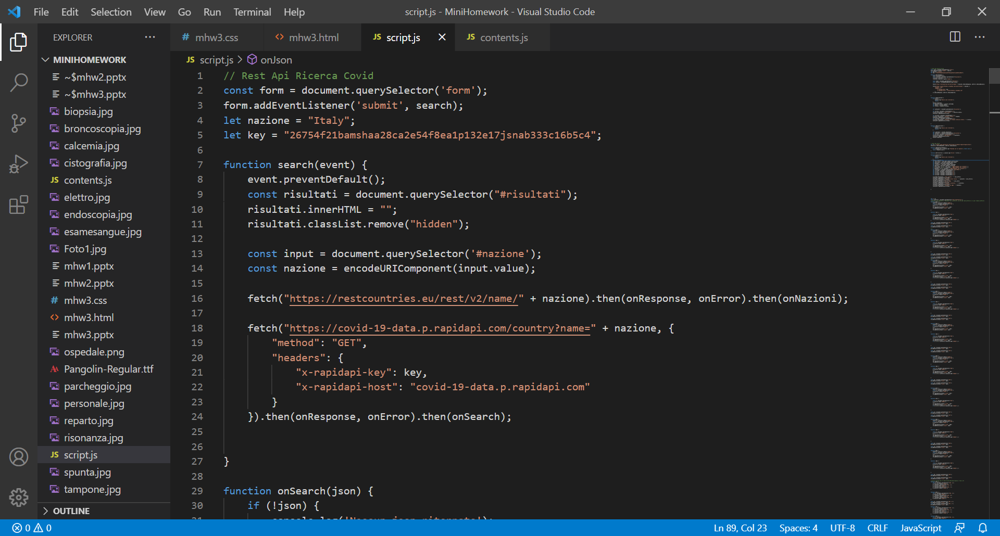 File Edit Selection View Go Run Terminal Help script.js - MiniHomework - Visual Studio Code
EXPLORER
MINIHOMEWORK
~$mhw2.pptx
~$mhw3.pptx
biopsia.jpg
broncoscopia.jpg
calcemia.jpg
cistografia.jpg
contents.js
elettro.jpg
endoscopia.jpg
esamesangue.jpg
Foto1.jpg
mhw1.pptx
mhw2.pptx
mhw3.css
mhw3.html
mhw3.pptx
ospedale.png
Pangolin-Regular.ttf
parcheggio.jpg
personale.jpg
reparto.jpg
risonanza.jpg
script.js
spunta.jpg
tampone.jpg
OUTLINE
mhw3.css mhw3.html script.js contents.js
script.js > onJson
1 // Rest Api Ricerca Covid
2 const form = document.querySelector('form');
3 form.addEventListener('submit', search);
4 let nazione = "Italy";
5 let key = "26754f21bamshaa28ca2e54f8ea1p132e17jsnab333c16b5c4";
6
7 function search(event) {
8 event.preventDefault();
9 const risultati = document.querySelector("#risultati");
10 risultati.innerHTML = "";
11 risultati.classList.remove("hidden");
12
13 const input = document.querySelector('#nazione');
14 const nazione = encodeURIComponent(input.value);
15
16 fetch("https://restcountries.eu/rest/v2/name/" + nazione).then(onResponse, onError).then(onNazioni);
17
18 fetch("https://covid-19-data.p.rapidapi.com/country?name=" + nazione, {
19 "method": "GET",
20 "headers": {
21 "x-rapidapi-key": key,
22 "x-rapidapi-host": "covid-19-data.p.rapidapi.com"
23 }
24 }).then(onResponse, onError).then(onSearch);
25
26
27 }
28
29 function onSearch(json) {
30 if (!json) {
0 0 Ln 89, Col 23 Spaces: 4 UTF-8 CRLF JavaScript